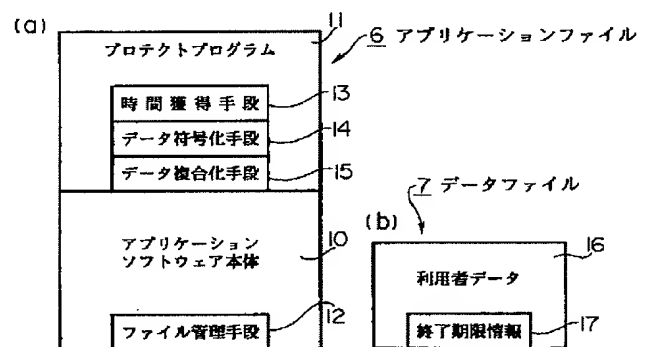 (a)
11
プロテクトプログラム
6 アプリケーションファイル
時間獲得手段
13
データ符号化手段
14
データ複合化手段
15
7 データファイル
(b)
アプリケーション
ソフトウェア本体
10
16
利用者データ
ファイル管理手段
12
終了期限情報
17